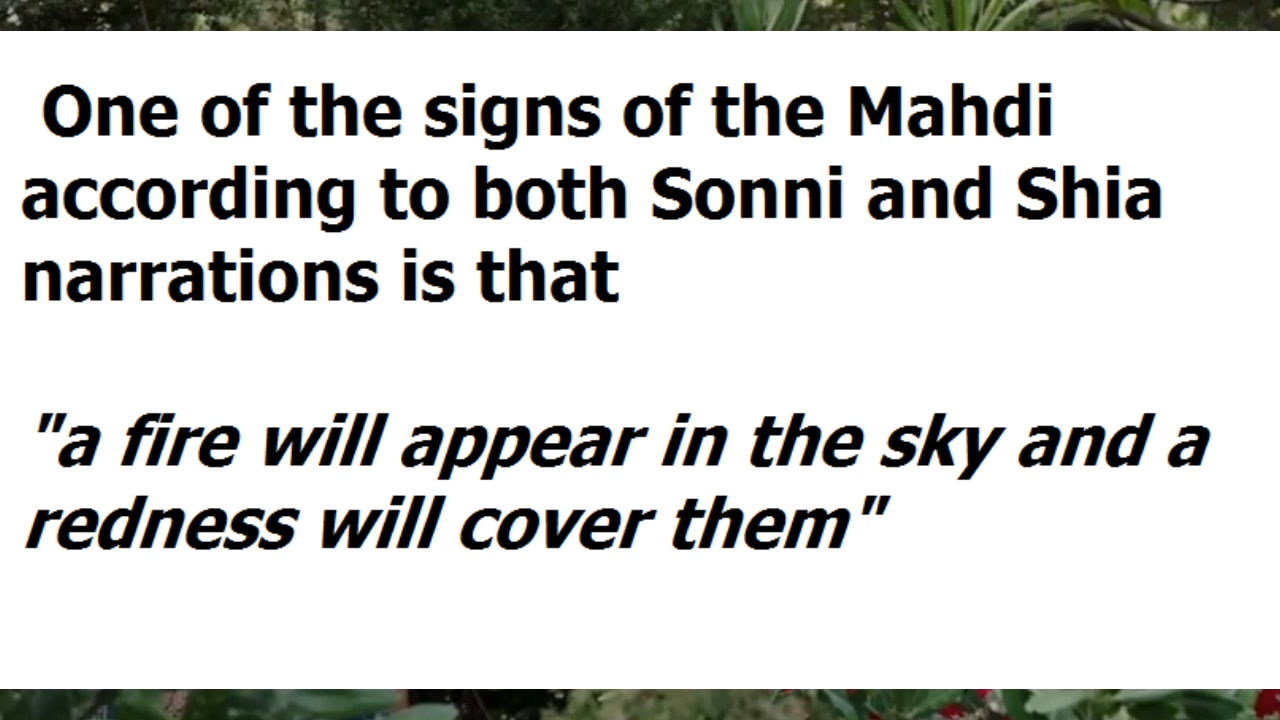 One of the signs of the Mahdi
according to both Sonni and Shia
narrations is that
"a fire will appear in the sky and a
redness will cover them"